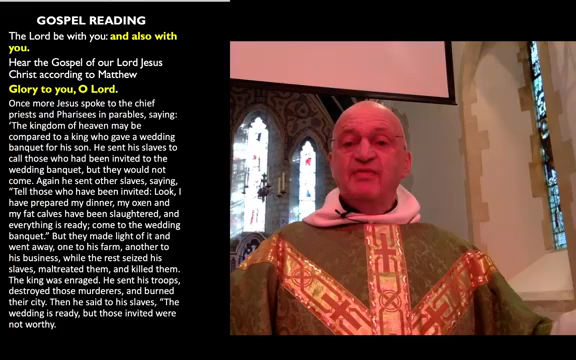 GOSPEL READING
The Lord be with you: and also with
you.
Hear the Gospel of our Lord Jesus
Christ according to Matthew
Glory to you, O Lord.
Once more Jesus spoke to the chief
priests and Pharisees in parables, saying:
‘The kingdom of heaven may be
compared to a king who gave a wedding
banquet for his son. He sent his slaves to
call those who had been invited to the
wedding banquet, but they would not
come. Again he sent other slaves, saying,
“Tell those who have been invited: Look, I
have prepared my dinner, my oxen and
my fat calves have been slaughtered, and
everything is ready; come to the wedding
banquet.” But they made light of it and
went away, one to his farm, another to
his business, while the rest seized his
slaves, maltreated them, and killed them.
The king was enraged. He sent his troops,
destroyed those murderers, and burned
their city. Then he said to his slaves, “The
wedding is ready, but those invited were
not worthy.